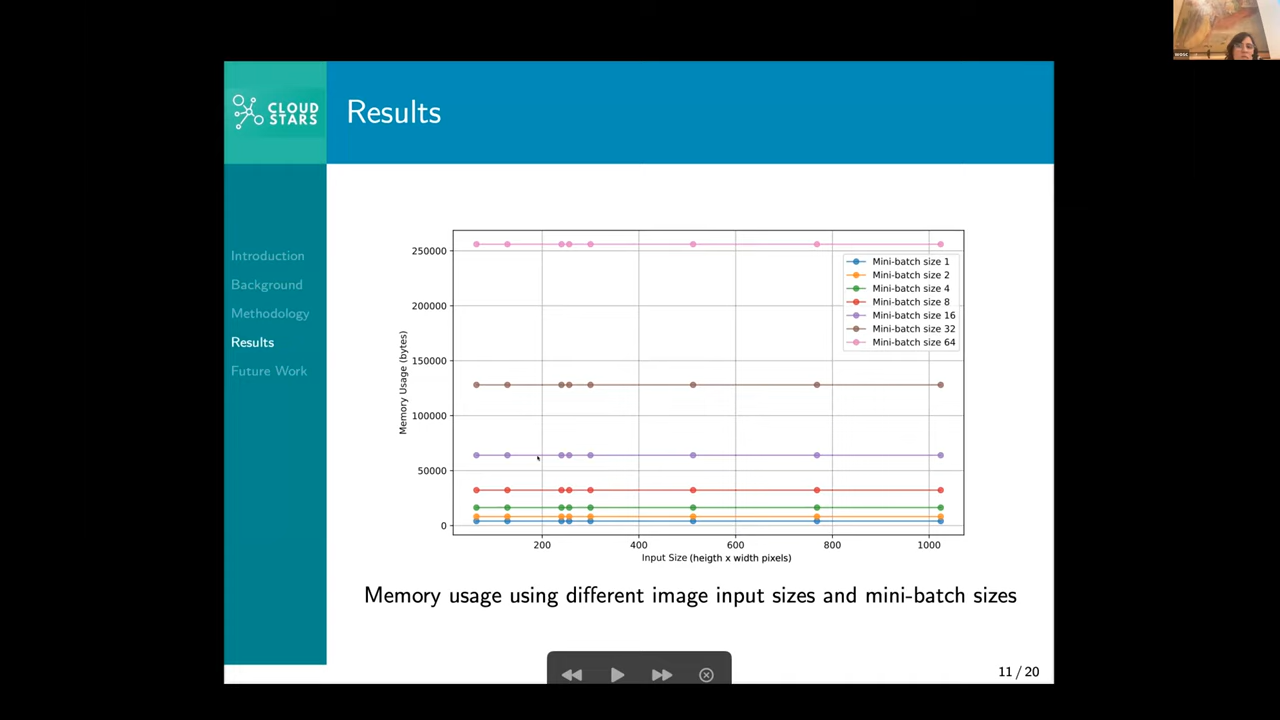 CLOUD
STARS
Results
Introduction
Background
Methodology
Results
Future Work
250000
200000
150000
100000
50000
0
Memory Usage (bytes)
Mini-batch size 1
Mini-batch size 2
Mini-batch size 4
Mini-batch size 8
Mini-batch size 16
Mini-batch size 32
Mini-batch size 64
200
400
600
800
1000
Input Size (heigth x width pixels)
Memory usage using different image input sizes and mini-batch sizes
11 / 20